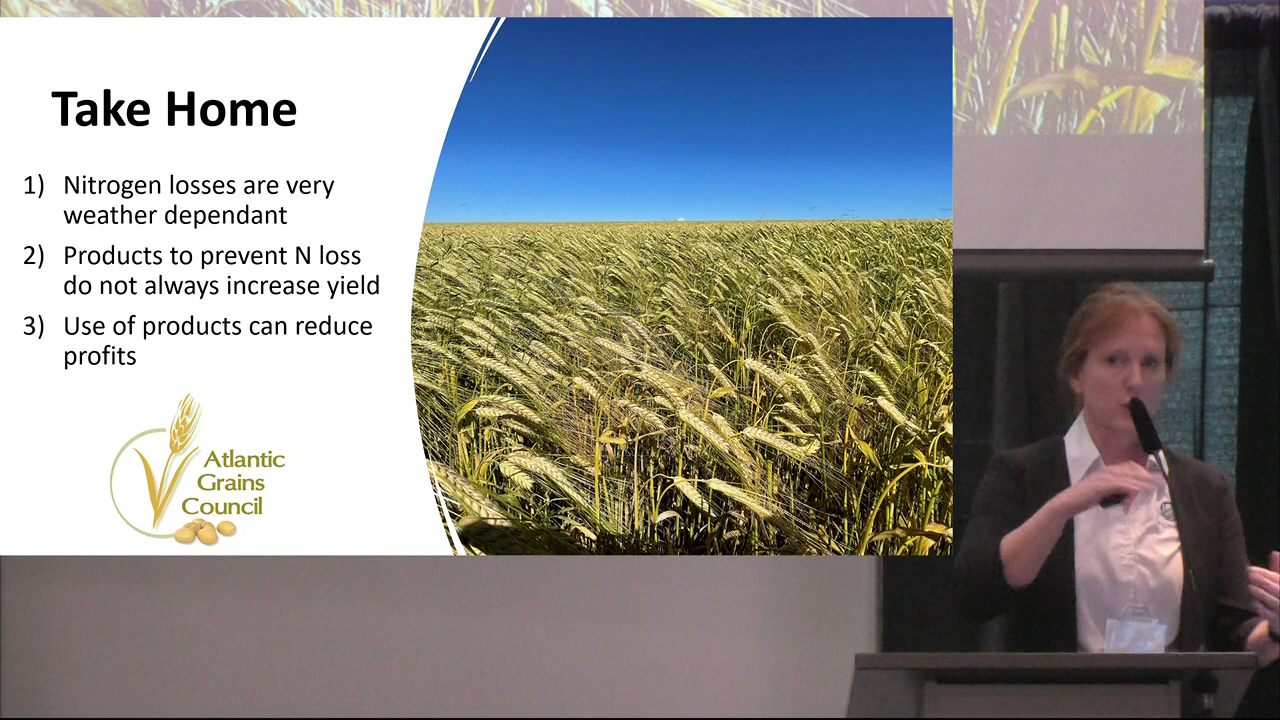 Take Home
1) Nitrogen losses are very
weather dependant
2) Products to prevent N loss
do not always increase yield
3) Use of products can reduce
profits
Atlantic
Grains
Council